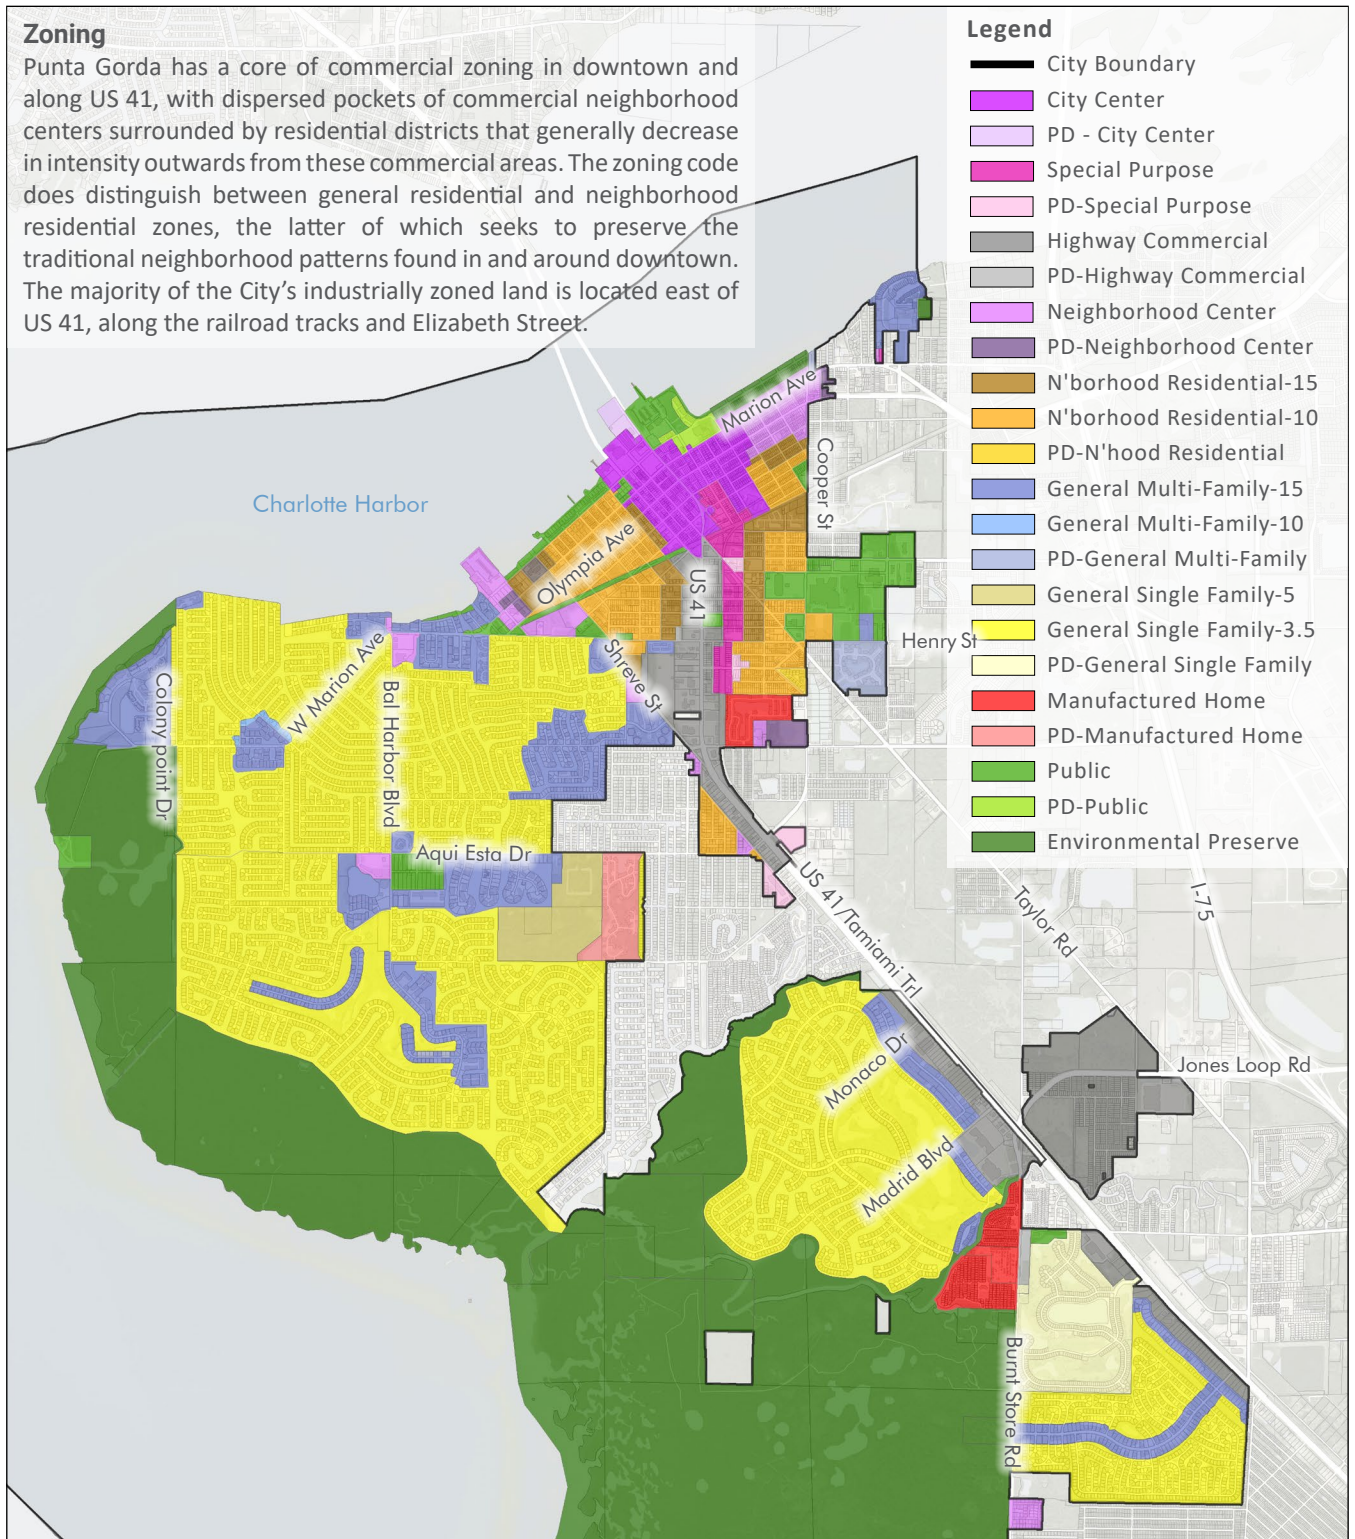 Zoning
Punta Gorda has a core of commercial zoning in downtown and
along US 41, with dispersed pockets of commercial neighborhood
centers surrounded by residential districts that generally decrease
in intensity outwards from these commercial areas. The zoning code
does distinguish between general residential and neighborhood
residential zones, the latter of which seeks to preserve the
traditional neighborhood patterns found in and around downtown.
The majority of the City's industrially zoned land is located east of
US 41, along the railroad tracks and Elizabeth Street.
Legend
City Boundary
City Center
PD - City Center
Special Purpose
PD-Special Purpose
Highway Commercial
PD-Highway Commercial
Neighborhood Center
PD-Neighborhood Center
N'borhood Residential-15
N'borhood Residential-10
PD-N'hood Residential
General Multi-Family-15
General Multi-Family-10
PD-General Multi-Family
General Single Family-5
General Single Family-3.5
PD-General Single Family
Manufactured Home
PD-Manufactured Home
Public
PD-Public
Environmental Preserve
Marion Ave
Cooper St
Charlotte Harbor
Olympia Ave
US 41
Henry St
Shreve St
W Marion Ave
Colony point Dr
Bal Harbor Blvd
Aqui Esta Dr
US 41/Tamiami Trl
Taylor Rd
I-75
Monaco Dr
Jones Loop Rd
Madrid Blvd
Burnt Store Rd